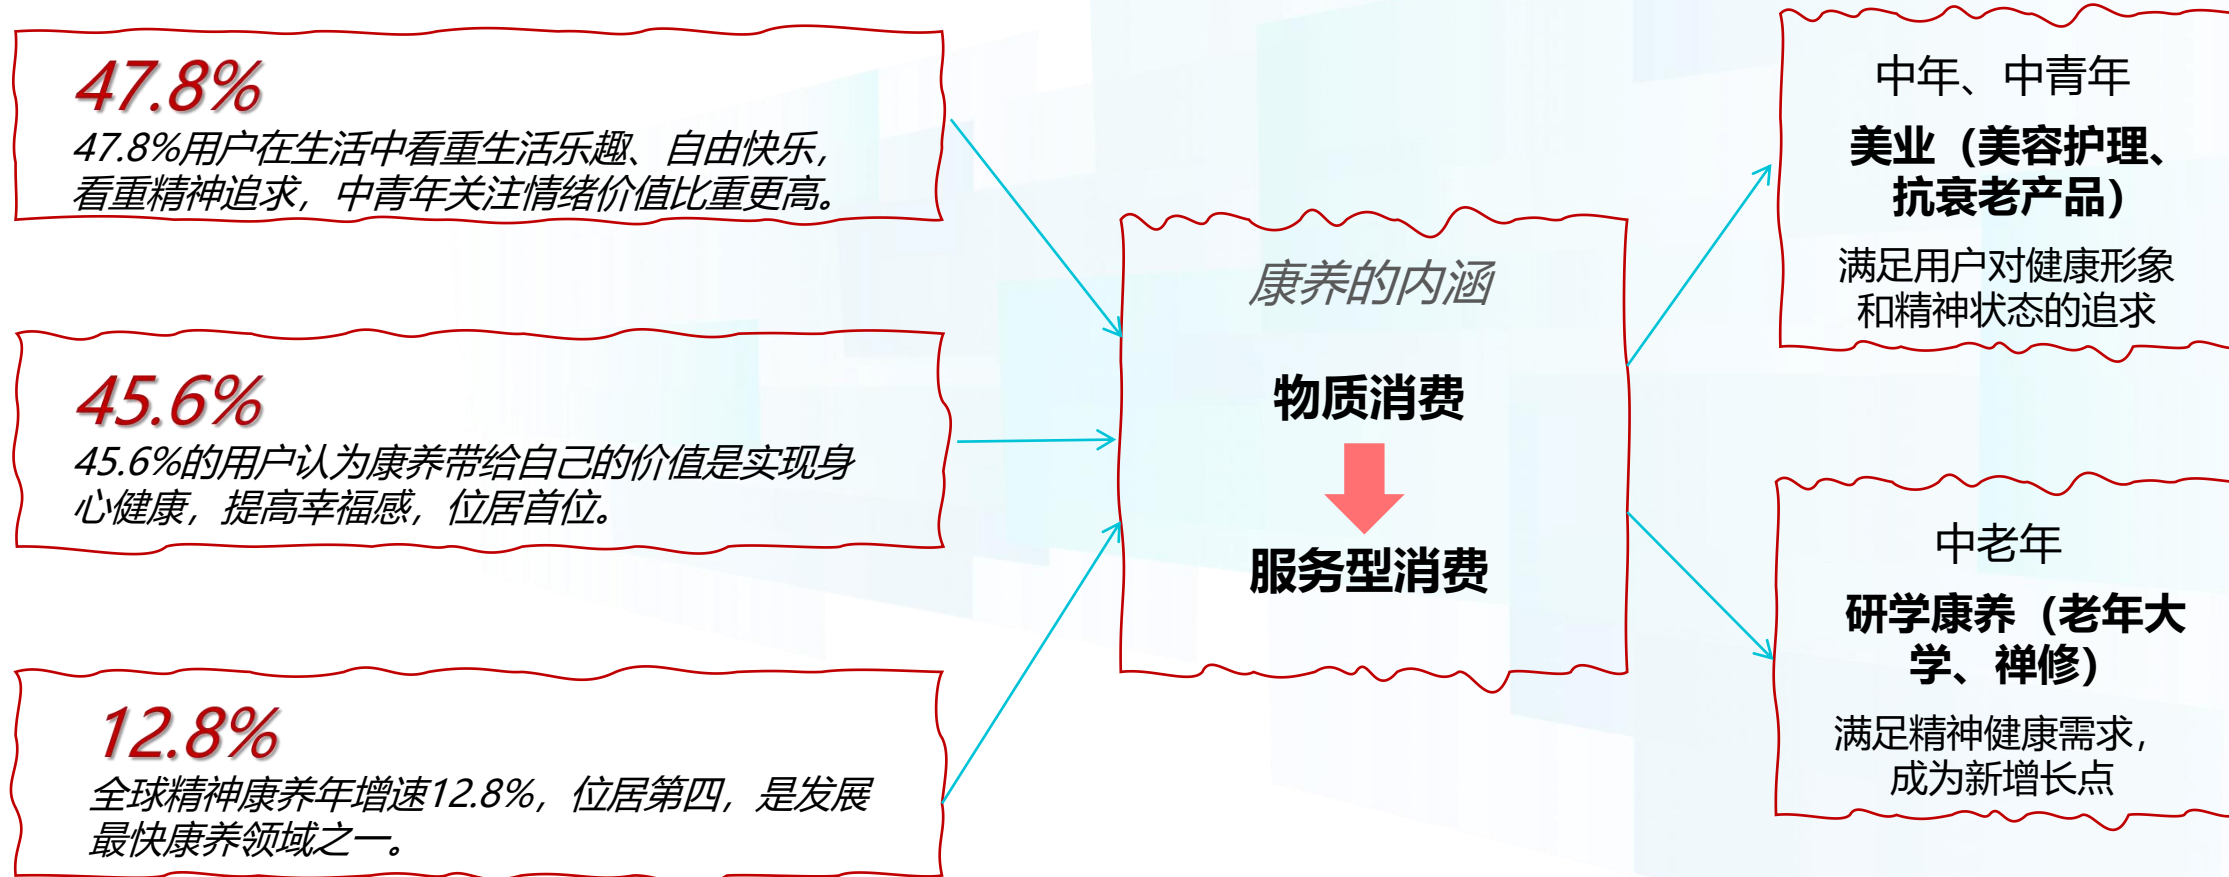 47.8%
47.8%用户在生活中看重生活乐趣、自由快乐，
看重精神追求，中青年关注情绪价值比重更高。
45.6%
45.6%的用户认为康养带给自己的价值是实现身
心健康，提高幸福感，位居首位。
12.8%
全球精神康养年增速12.8%，位居第四，是发展
最快康养领域之一。
康养的内涵
物质消费
服务型消费
中年、中青年
美业（美容护理、
抗衰老产品）
满足用户对健康形象
和精神状态的追求
中老年
研学康养（老年大
学、禅修）
满足精神健康需求，
成为新增长点